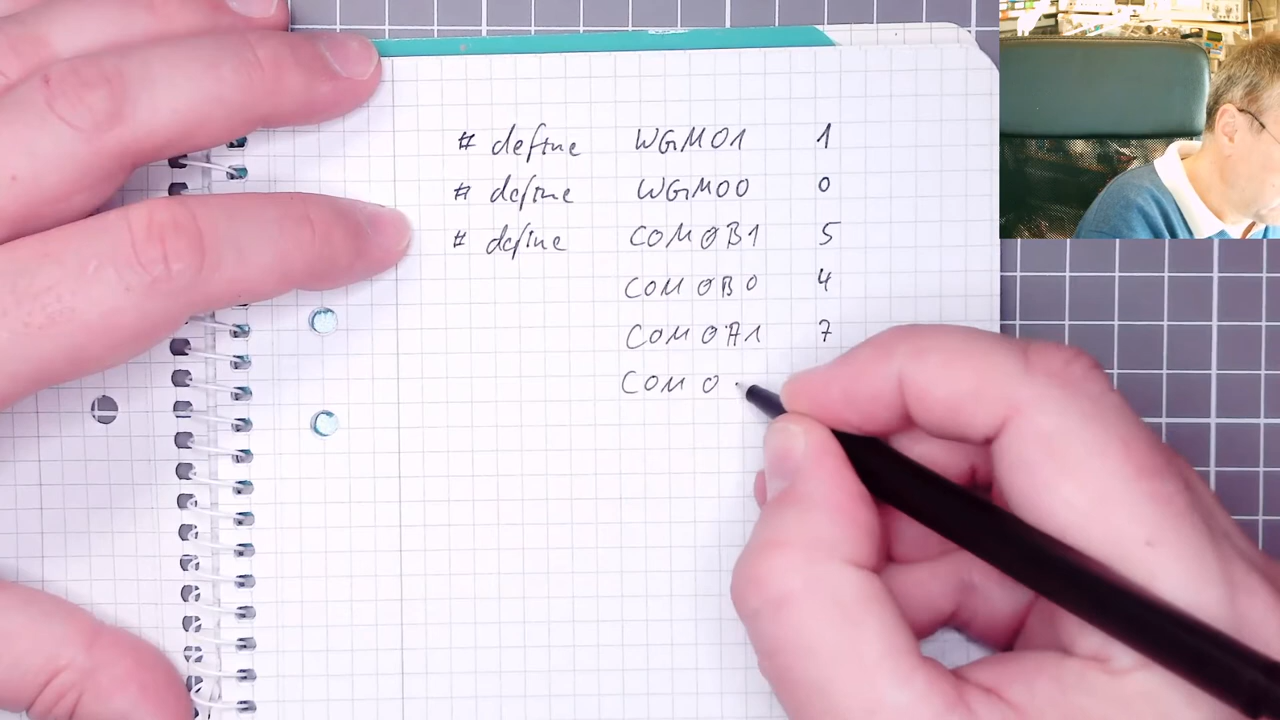 # define WGM01 1
# define WGM00 0
# define COM0B1 5
COM0B0 4
COM0A1 7
COM0